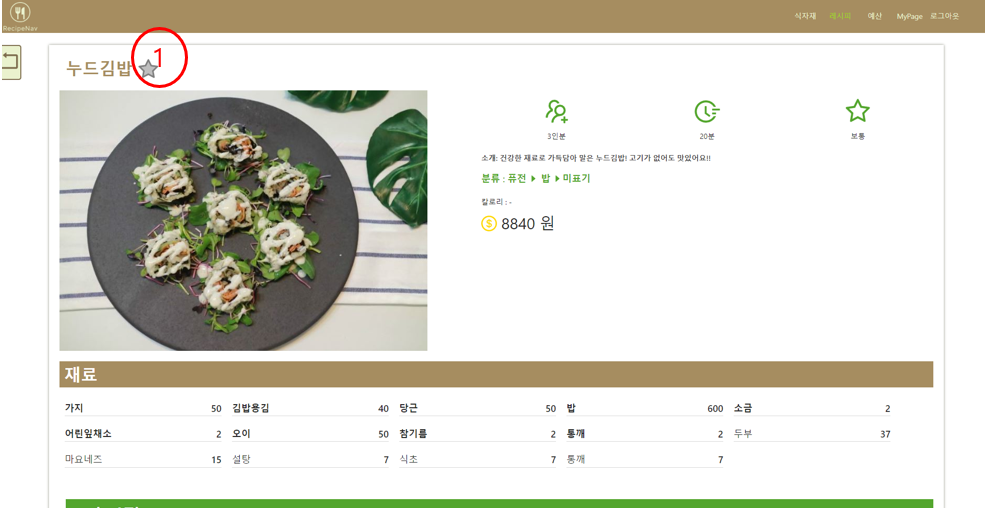 식자재 레시피 예산 MyPage 로그아웃
RecipeNav
누드김밥 1
3인분 20분 보통
소개: 건강한 재료로 가득담아 말은 누드김밥! 고기가 없어도 맛있어요!!
분류 : 퓨전 밥 미표기
칼로리 : -
$ 8840 원
재료
가지 50 김밥용김 40 당근 50 밥 600 소금 2
어린잎채소 2 오이 50 참기름 2 통깨 2 두부 37
마요네즈 15 설탕 7 식초 7 통깨 7